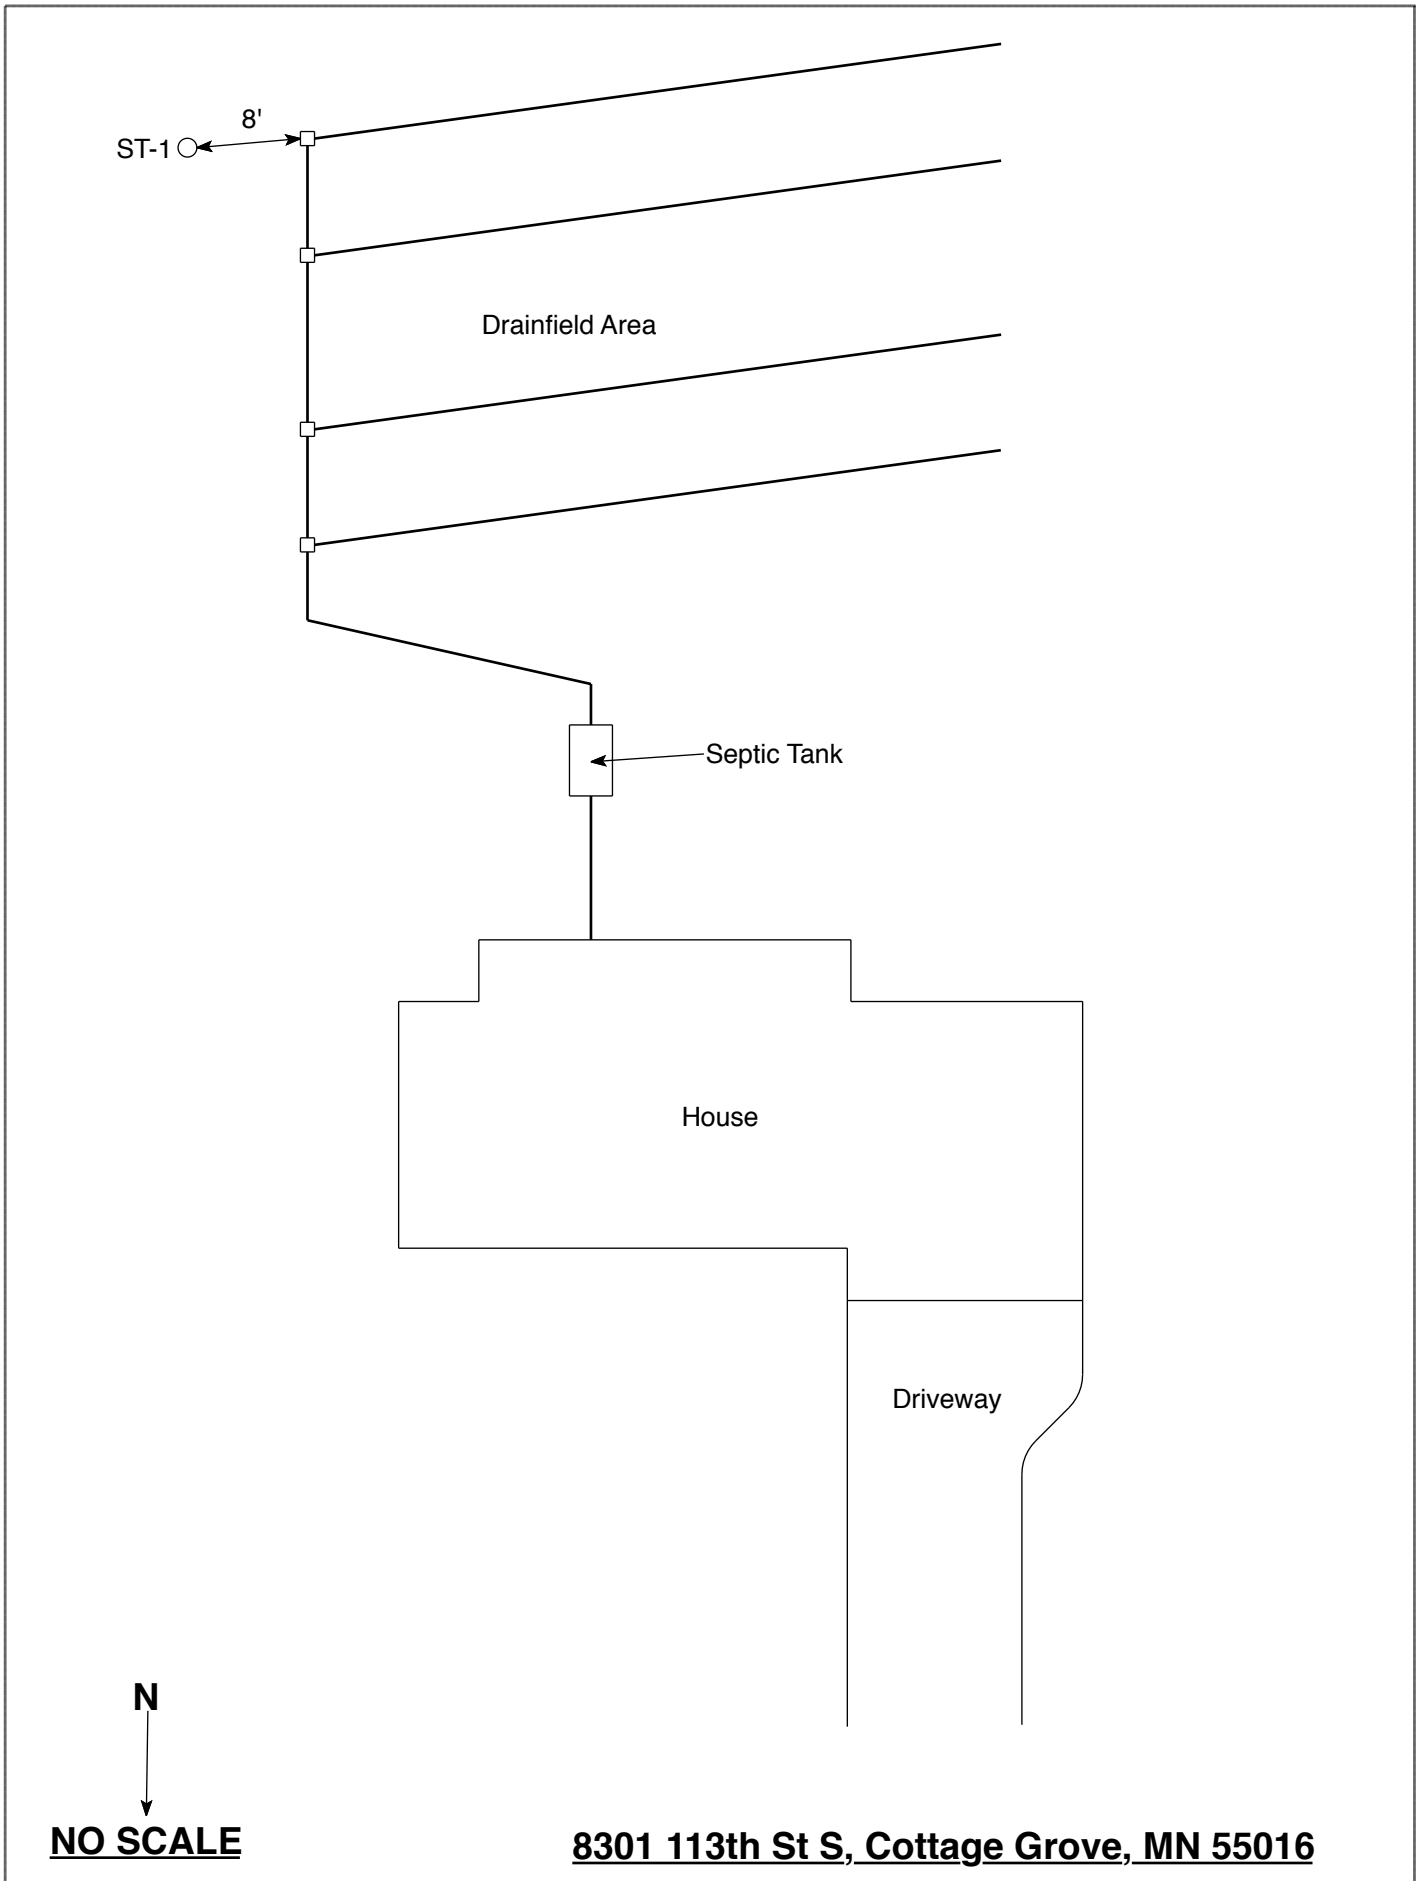 8'
ST-1
Drainfield Area
Septic Tank
House
Driveway
N
NO SCALE
8301 113th St S, Cottage Grove, MN 55016